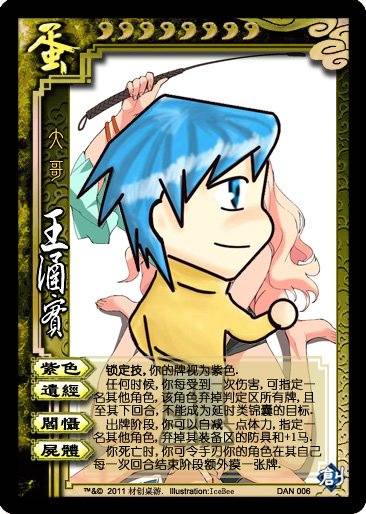 蛋
大哥
王涌賓
紫色
遺經
閻懾
屍體
锁定技,你的牌视为紫色.
任何时候,你每受到一次伤害,可指定一
名其他角色,该角色弃掉判定区所有牌,且
至其下回合,不能成为延时类锦囊的目标.
出牌阶段,你可以自减一点体力,指定一
名其他角色,弃掉其装备区的防具和+1马.
你死亡时,你可令手刃你的角色在其自己
每一次回合结束阶段额外摸一张牌.
創
™&© 2011 材创桌游. Illustration:IceBee DAN 006